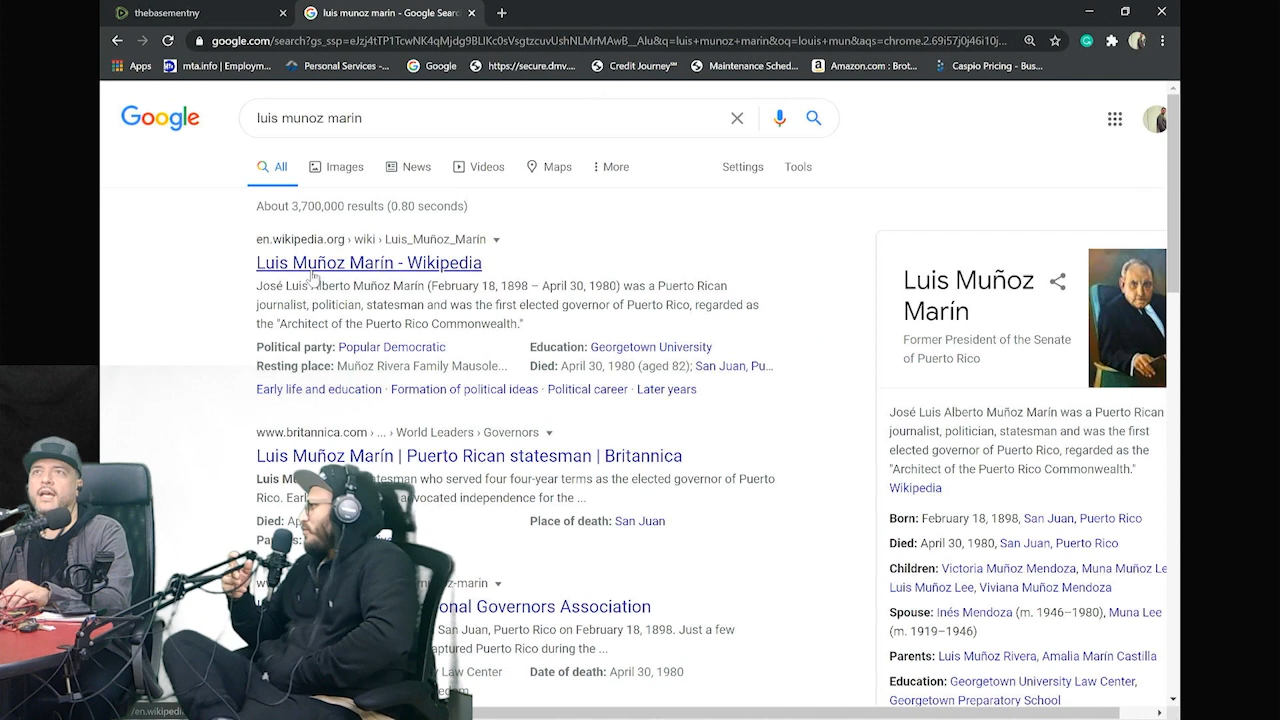 thebasementny
luis munoz marin - Google Searc
google.com/search?gs_ssp=eJzj4tTP1TcwNK4qMjdg9BLIKc0sVsgtzcuvUshNLMrMAwB__Alu&q=luis+munoz+marin&oq=louis+mun&aqs=chrome.2.69i57j0j46i10j...
Apps
mta.info | Employm...
Personal Services -...
Google
https://secure.dmv....
Credit Journey℠
Maintenance Sched...
Amazon.com : Brot...
Caspio Pricing - Bus...
Google
luis munoz marin
All
Images
News
Videos
Maps
More
Settings
Tools
About 3,700,000 results (0.80 seconds)
en.wikipedia.org › wiki › Luis_Muñoz_Marín
Luis Muñoz Marín - Wikipedia
José Luis Alberto Muñoz Marín (February 18, 1898 – April 30, 1980) was a Puerto Rican
journalist, politician, statesman and was the first elected governor of Puerto Rico, regarded as
the "Architect of the Puerto Rico Commonwealth."
Political party: Popular Democratic
Education: Georgetown University
Resting place: Muñoz Rivera Family Mausole...
Died: April 30, 1980 (aged 82); San Juan, Pu...
Early life and education · Formation of political ideas · Political career · Later years
www.britannica.com › ... › World Leaders › Governors
Luis Muñoz Marín | Puerto Rican statesman | Britannica
Luis statesman who served four four-year terms as the elected governor of Puerto
Rico. advocated independence for the ...
Died:
Place of death: San Juan
z-marin
onal Governors Association
San Juan, Puerto Rico on February 18, 1898. Just a few
captured Puerto Rico during the ...
Law Center
Date of death: April 30, 1980
Luis Muñoz
Marín
Former President of the Senate
of Puerto Rico
José Luis Alberto Muñoz Marín was a Puerto Rican
journalist, politician, statesman and was the first
elected governor of Puerto Rico, regarded as the
"Architect of the Puerto Rico Commonwealth."
Wikipedia
Born: February 18, 1898, San Juan, Puerto Rico
Died: April 30, 1980, San Juan, Puerto Rico
Children: Victoria Muñoz Mendoza, Muna Muñoz Le
Luis Muñoz Lee, Viviana Muñoz Mendoza
Spouse: Inés Mendoza (m. 1946–1980), Muna Lee
(m. 1919–1946)
Parents: Luis Muñoz Rivera, Amalia Marín Castilla
Education: Georgetown University Law Center,
Georgetown Preparatory School
/en.wikipedia